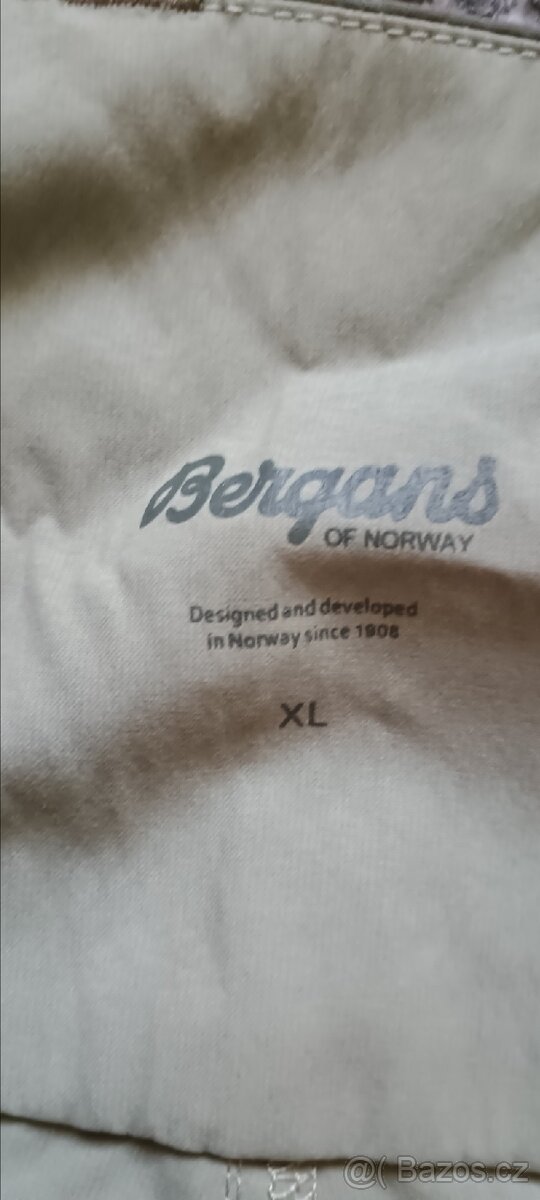 Bergans
OF NORWAY
Designed and developed
in Norway since 1908
XL
@( Bazos.cz